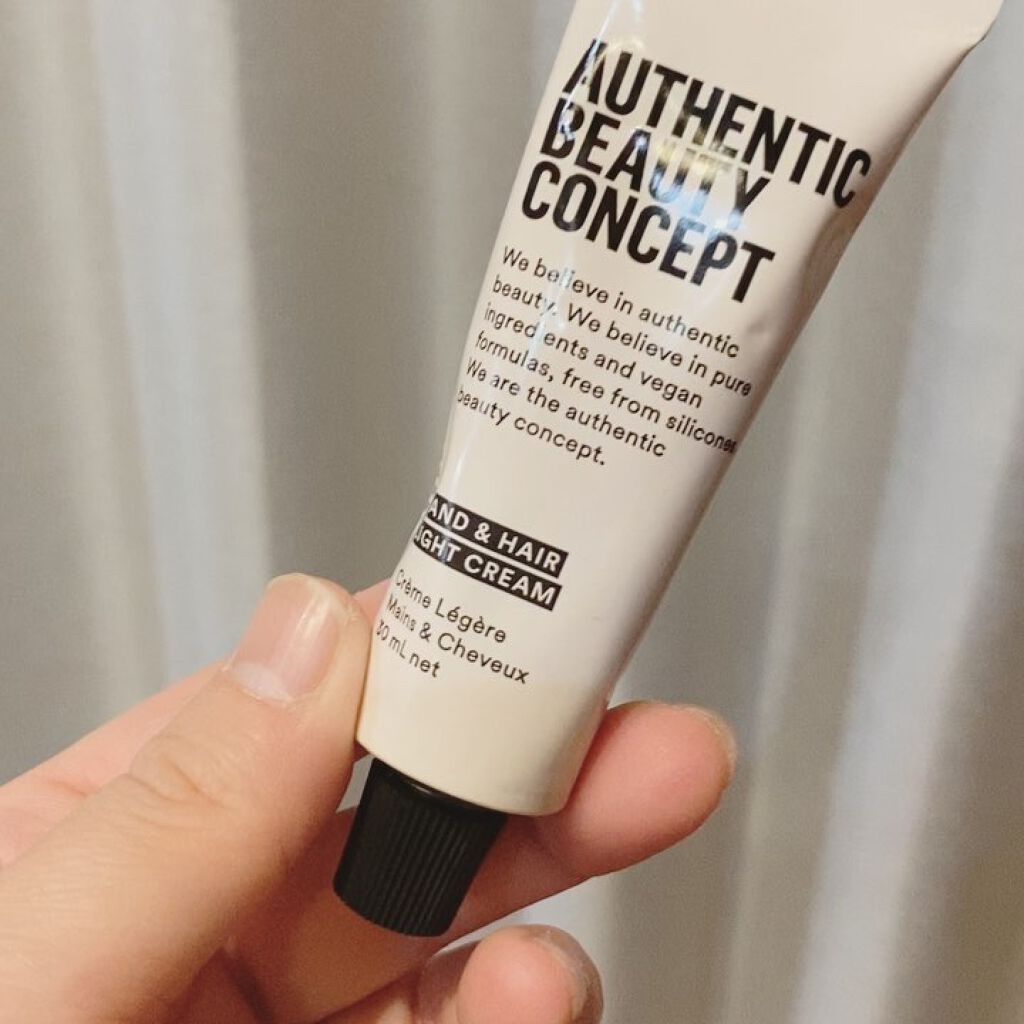 AUTHENTIC
BEAUTY
CONCEPT
We believe in authentic
beauty. We believe in pure
ingredients and vegan
formulas, free from silicones.
We are the authentic
beauty concept.
HAND & HAIR
LIGHT CREAM
Crème Légère
Mains & Cheveux
30 mL net